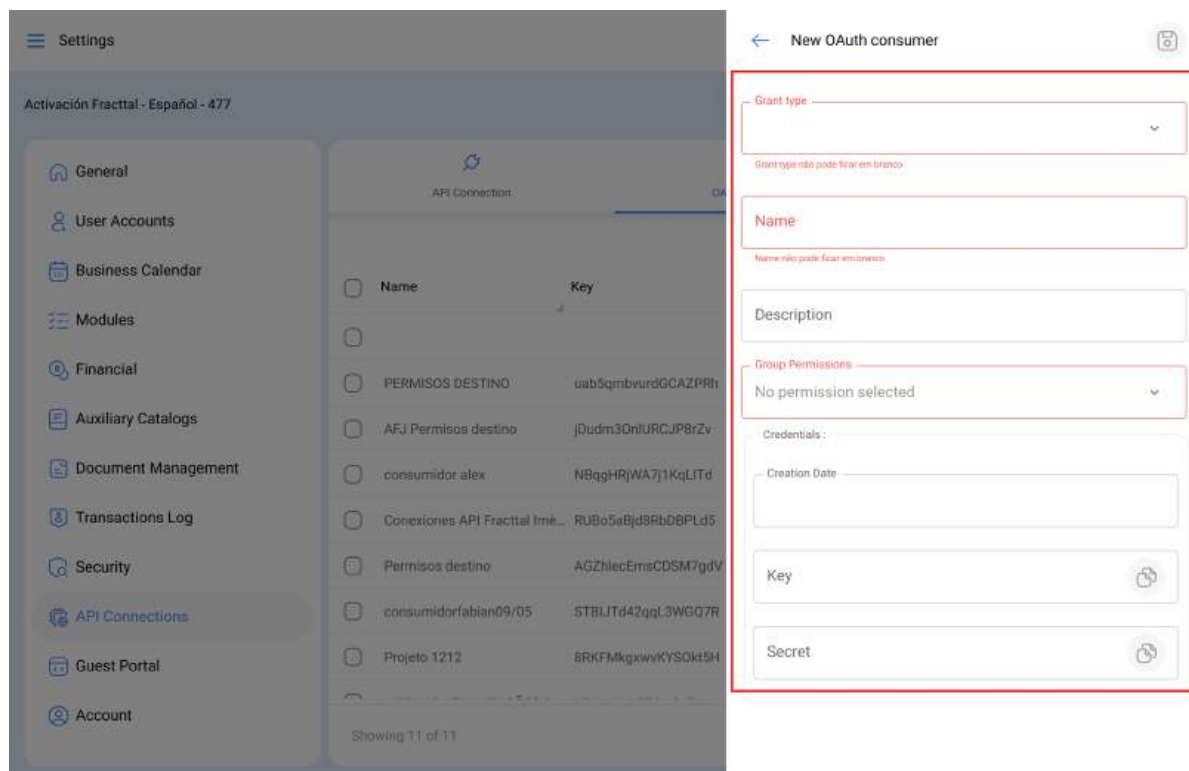 Settings
New OAuth consumer
Activación Fracttal - Español - 477
General
User Accounts
Business Calendar
Modules
Financial
Auxiliary Catalogs
Document Management
Transactions Log
Security
API Connections
Guest Portal
Account
API Connection
OA
Name Key
PERMISOS DESTINO uab5qmbvurdGCAZPRh
AFJ Permisos destino jDudm3OnlURCJP8rZv
consumidor alex NBqgHRjWA7j1KqLITd
Conexiones API Fracttal Imè... RUBo5aBjd8RbDBPLd5
Permisos destino AGZhlecEmsCDSM7gdV
consumidorfabian09/05 STBIJTd42qqL3WGQ7R
Projeto 1212 8RKFMkgxwvKYSOkt5H
Showing 11 of 11
Grant type
Grant type não pode ficar em branco
Name
Name não pode ficar em branco
Description
Group Permissions
No permission selected
Credentials :
Creation Date
Key
Secret